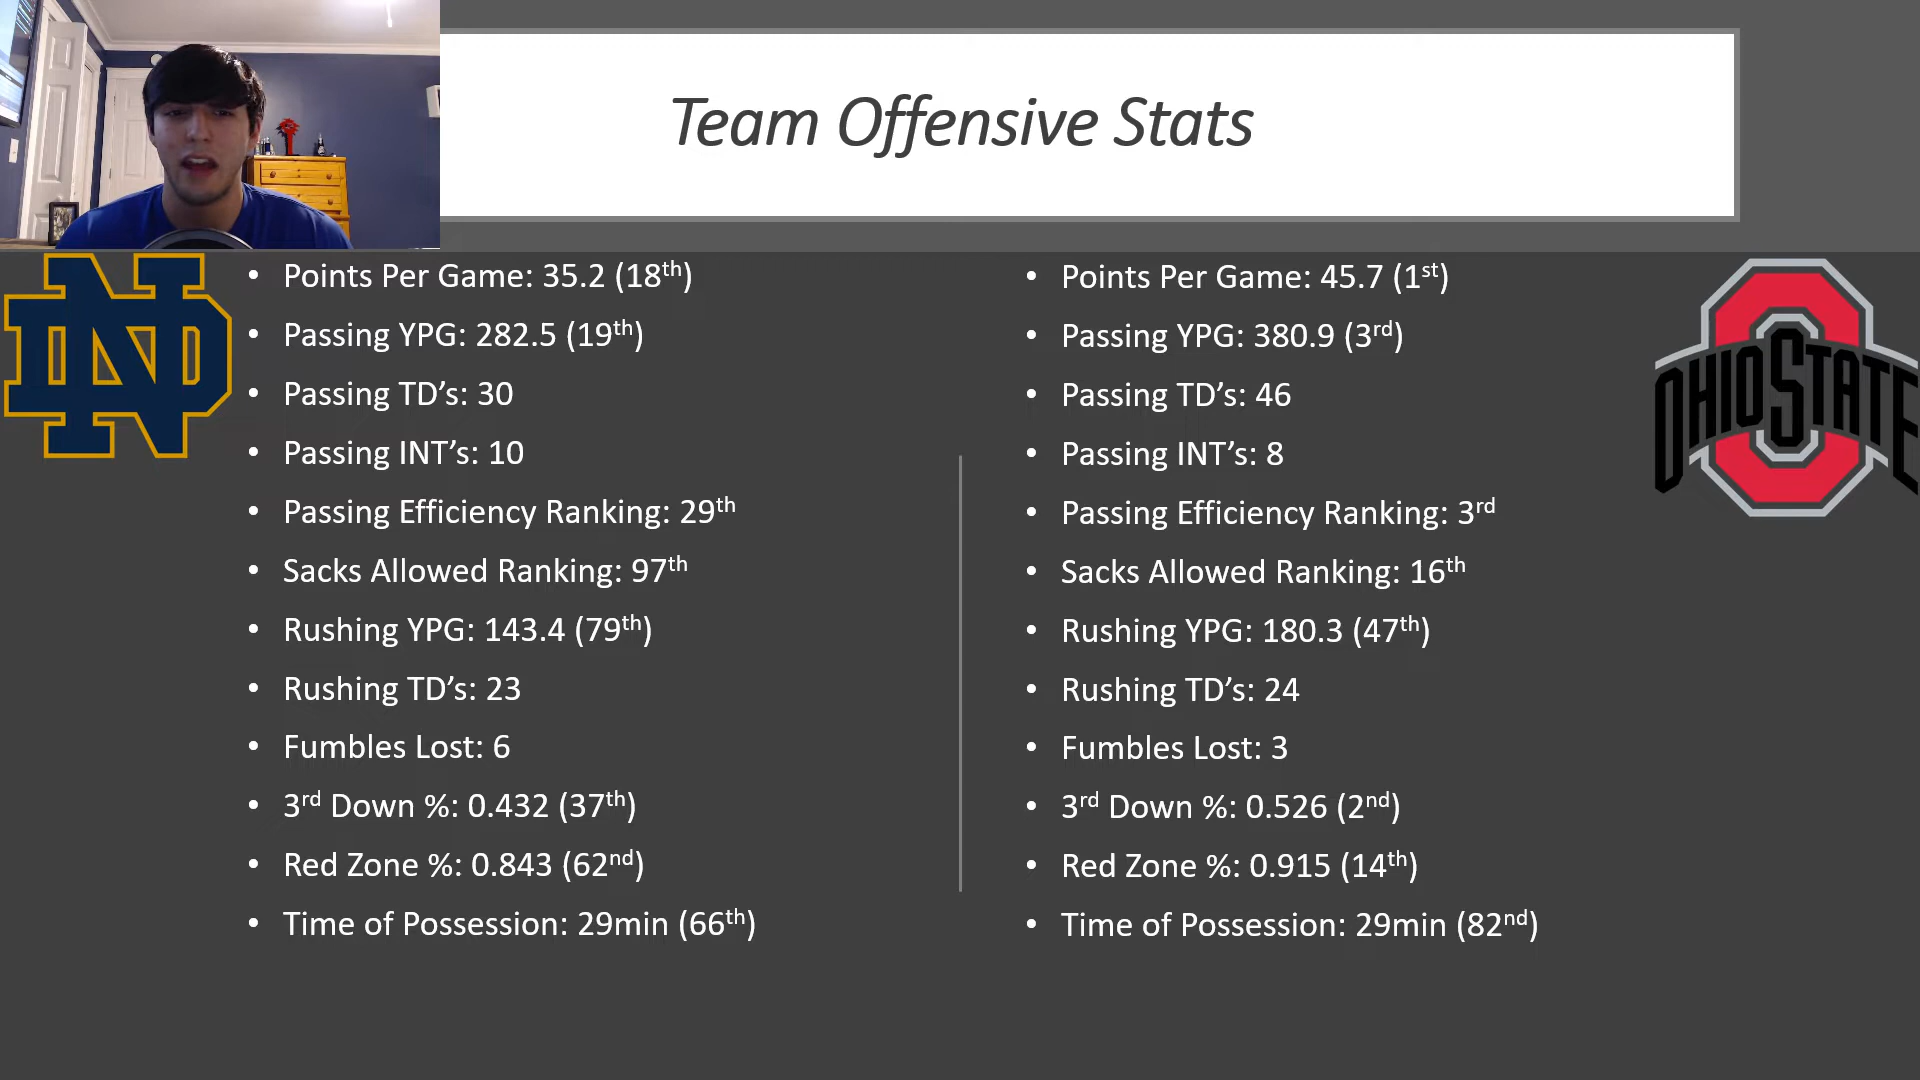 Team Offensive Stats
• Points Per Game: 35.2 (18th)
• Passing YPG: 282.5 (19th)
• Passing TD’s: 30
• Passing INT’s: 10
• Passing Efficiency Ranking: 29th
• Sacks Allowed Ranking: 97th
• Rushing YPG: 143.4 (79th)
• Rushing TD’s: 23
• Fumbles Lost: 6
• 3rd Down %: 0.432 (37th)
• Red Zone %: 0.843 (62nd)
• Time of Possession: 29min (66th)
• Points Per Game: 45.7 (1st)
• Passing YPG: 380.9 (3rd)
• Passing TD’s: 46
• Passing INT’s: 8
• Passing Efficiency Ranking: 3rd
• Sacks Allowed Ranking: 16th
• Rushing YPG: 180.3 (47th)
• Rushing TD’s: 24
• Fumbles Lost: 3
• 3rd Down %: 0.526 (2nd)
• Red Zone %: 0.915 (14th)
• Time of Possession: 29min (82nd)
ND
OHIO STATE